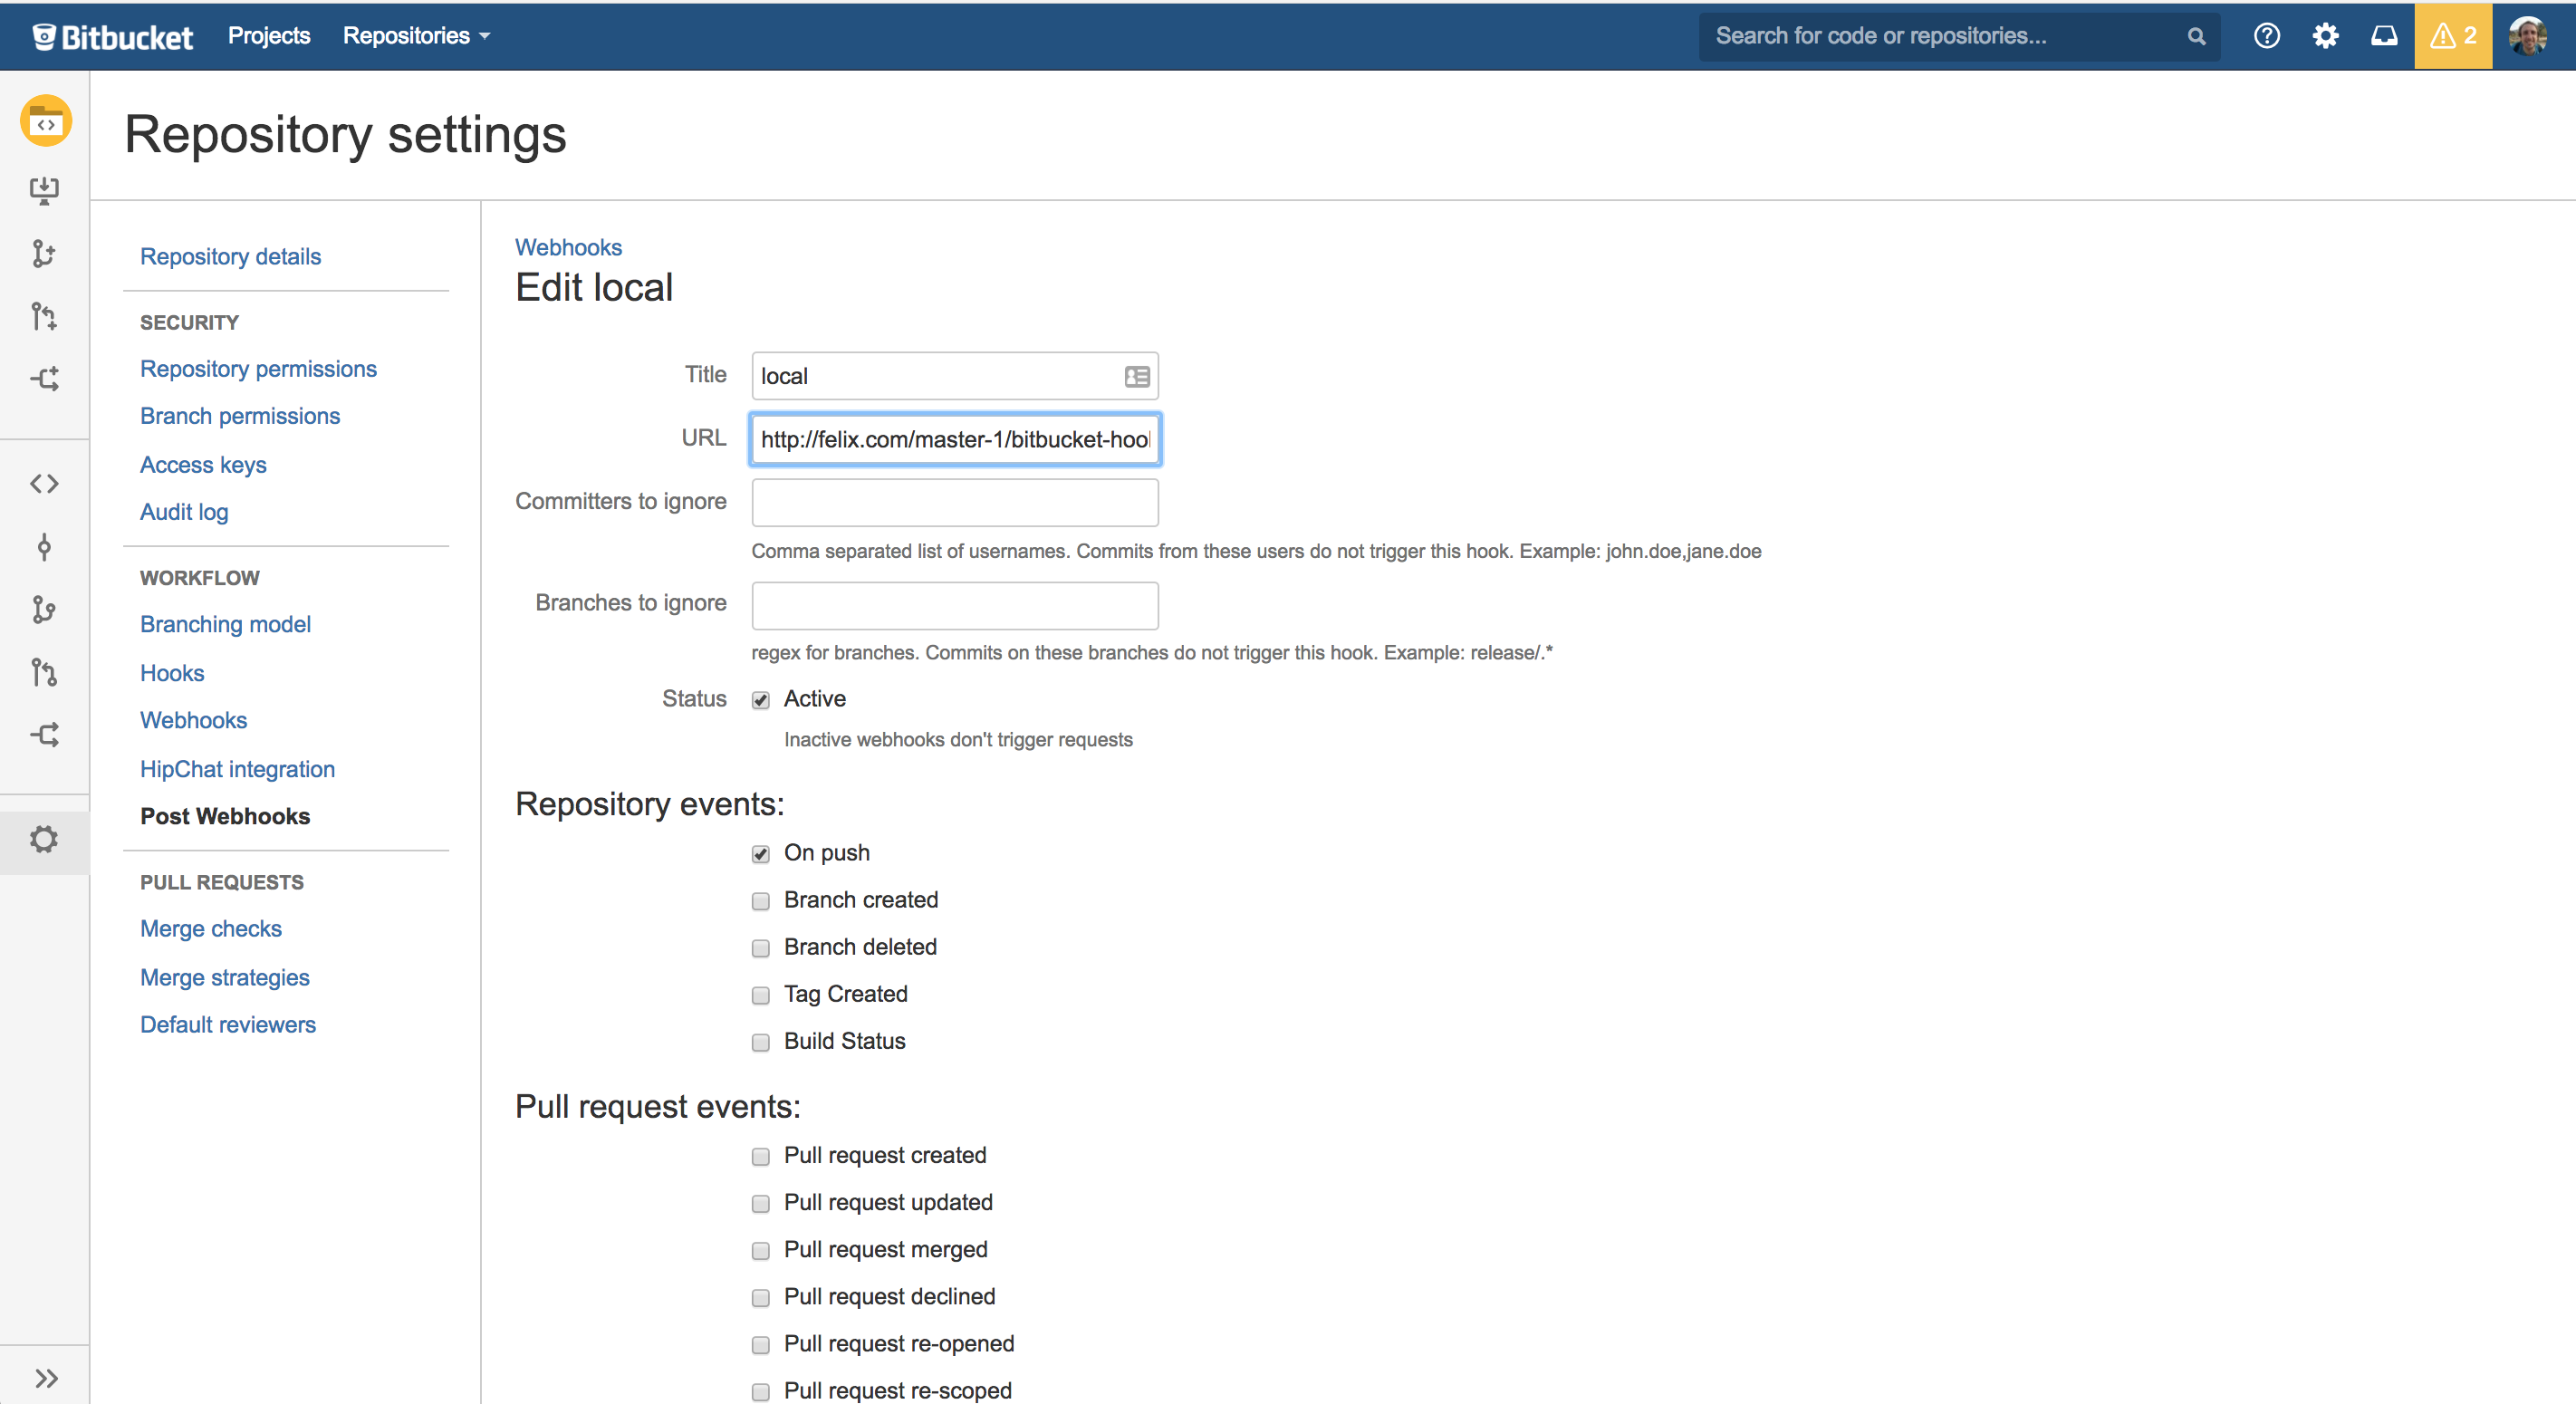 Bitbucket Projects Repositories Search for code or repositories... 2
Repository settings
Repository details
SECURITY
Repository permissions
Branch permissions
Access keys
Audit log
WORKFLOW
Branching model
Hooks
Webhooks
HipChat integration
Post Webhooks
PULL REQUESTS
Merge checks
Merge strategies
Default reviewers
Webhooks
Edit local
Title local
URL http://felix.com/master-1/bitbucket-hoo
Committers to ignore
Comma separated list of usernames. Commits from these users do not trigger this hook. Example: john.doe,jane.doe
Branches to ignore
regex for branches. Commits on these branches do not trigger this hook. Example: release/.*
Status Active
Inactive webhooks don't trigger requests
Repository events:
On push
Branch created
Branch deleted
Tag Created
Build Status
Pull request events:
Pull request created
Pull request updated
Pull request merged
Pull request declined
Pull request re-opened
Pull request re-scoped